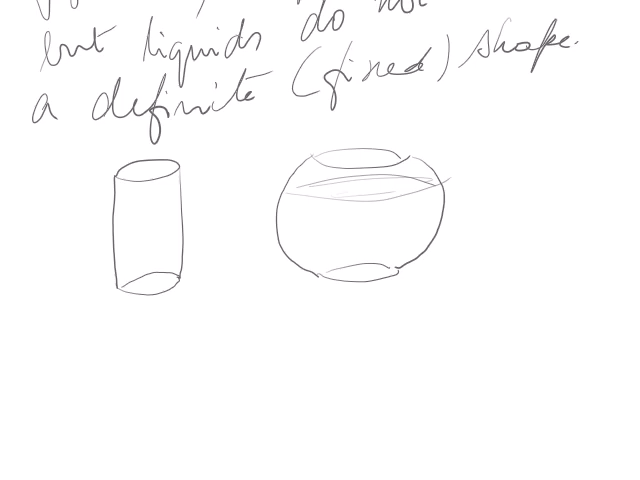 but liquids do not
a definite (fixed) shape.